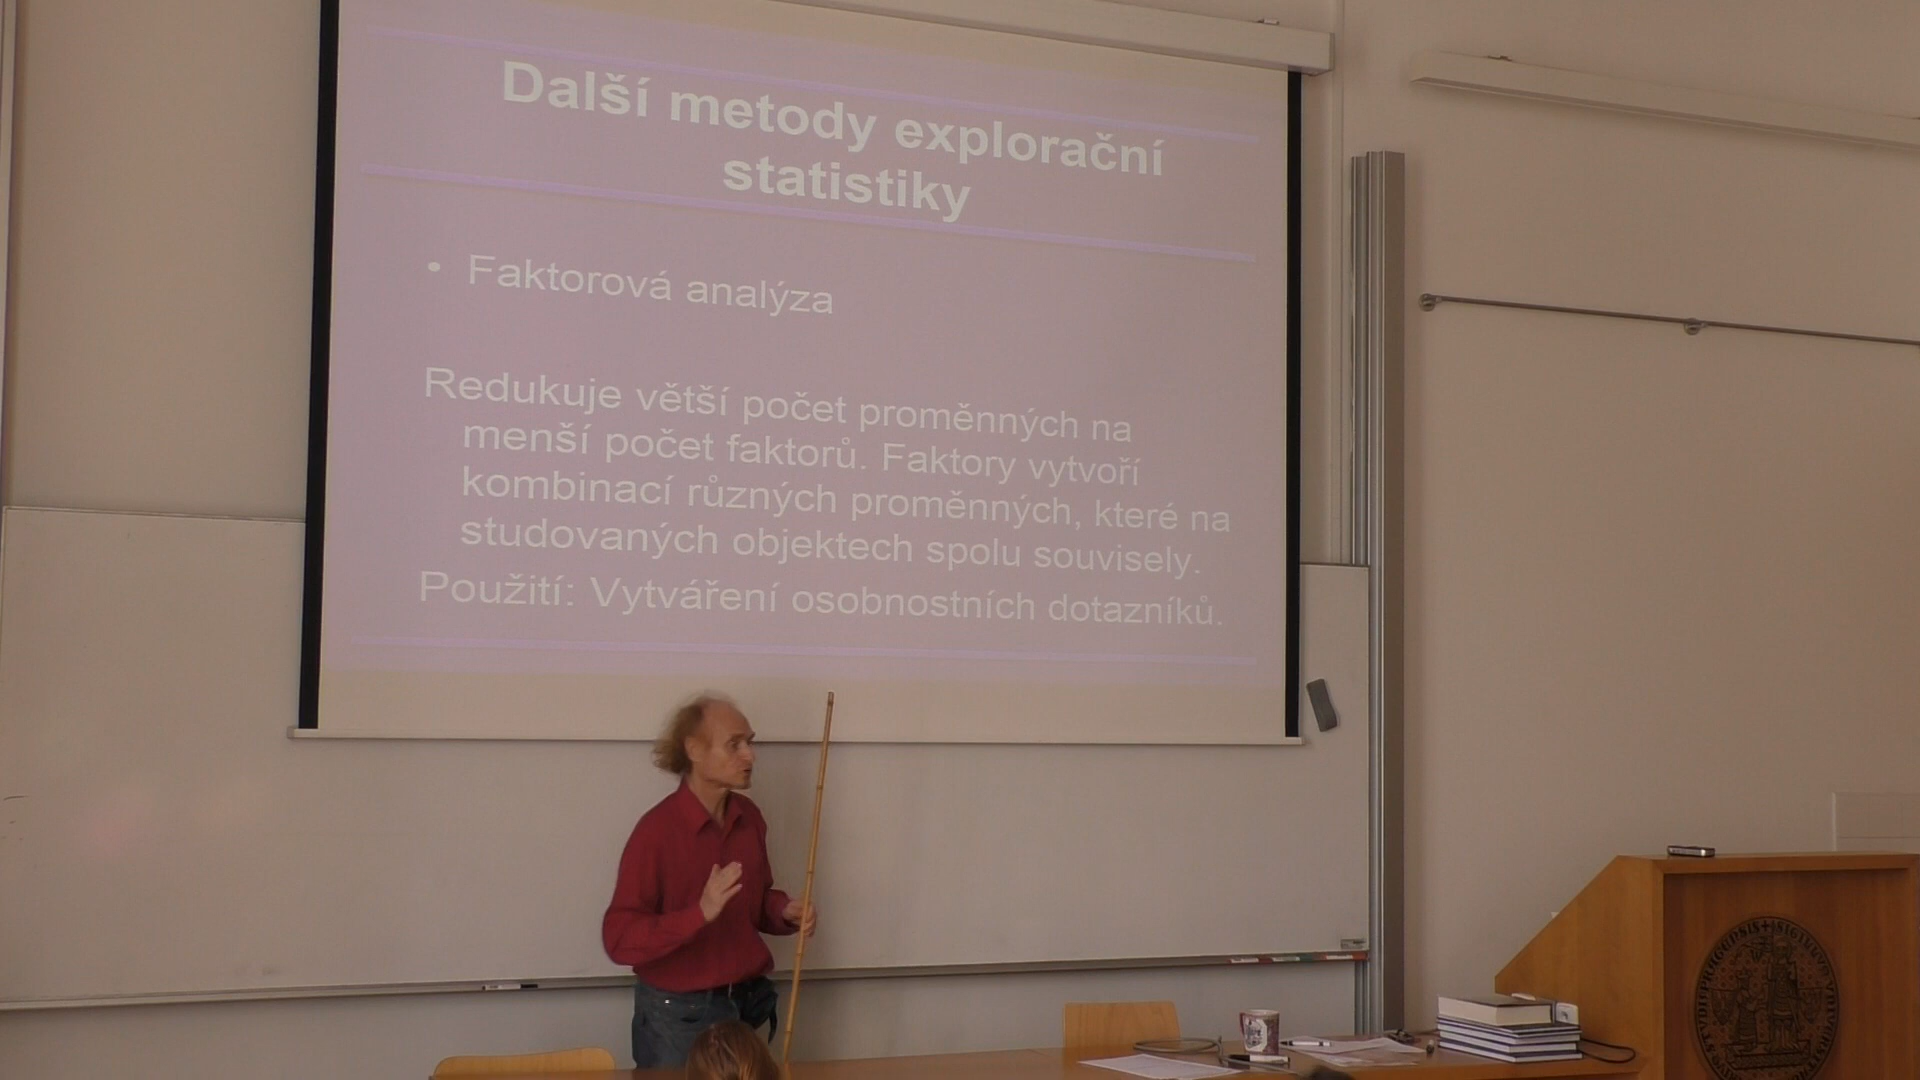 Další metody explorační
statistiky
• Faktorová analýza
Redukuje větší počet proměnných na
menší počet faktorů. Faktory vytvoří
kombinací různých proměnných, které na
studovaných objektech spolu souvisely.
Použití: Vytváření osobnostních dotazníků.